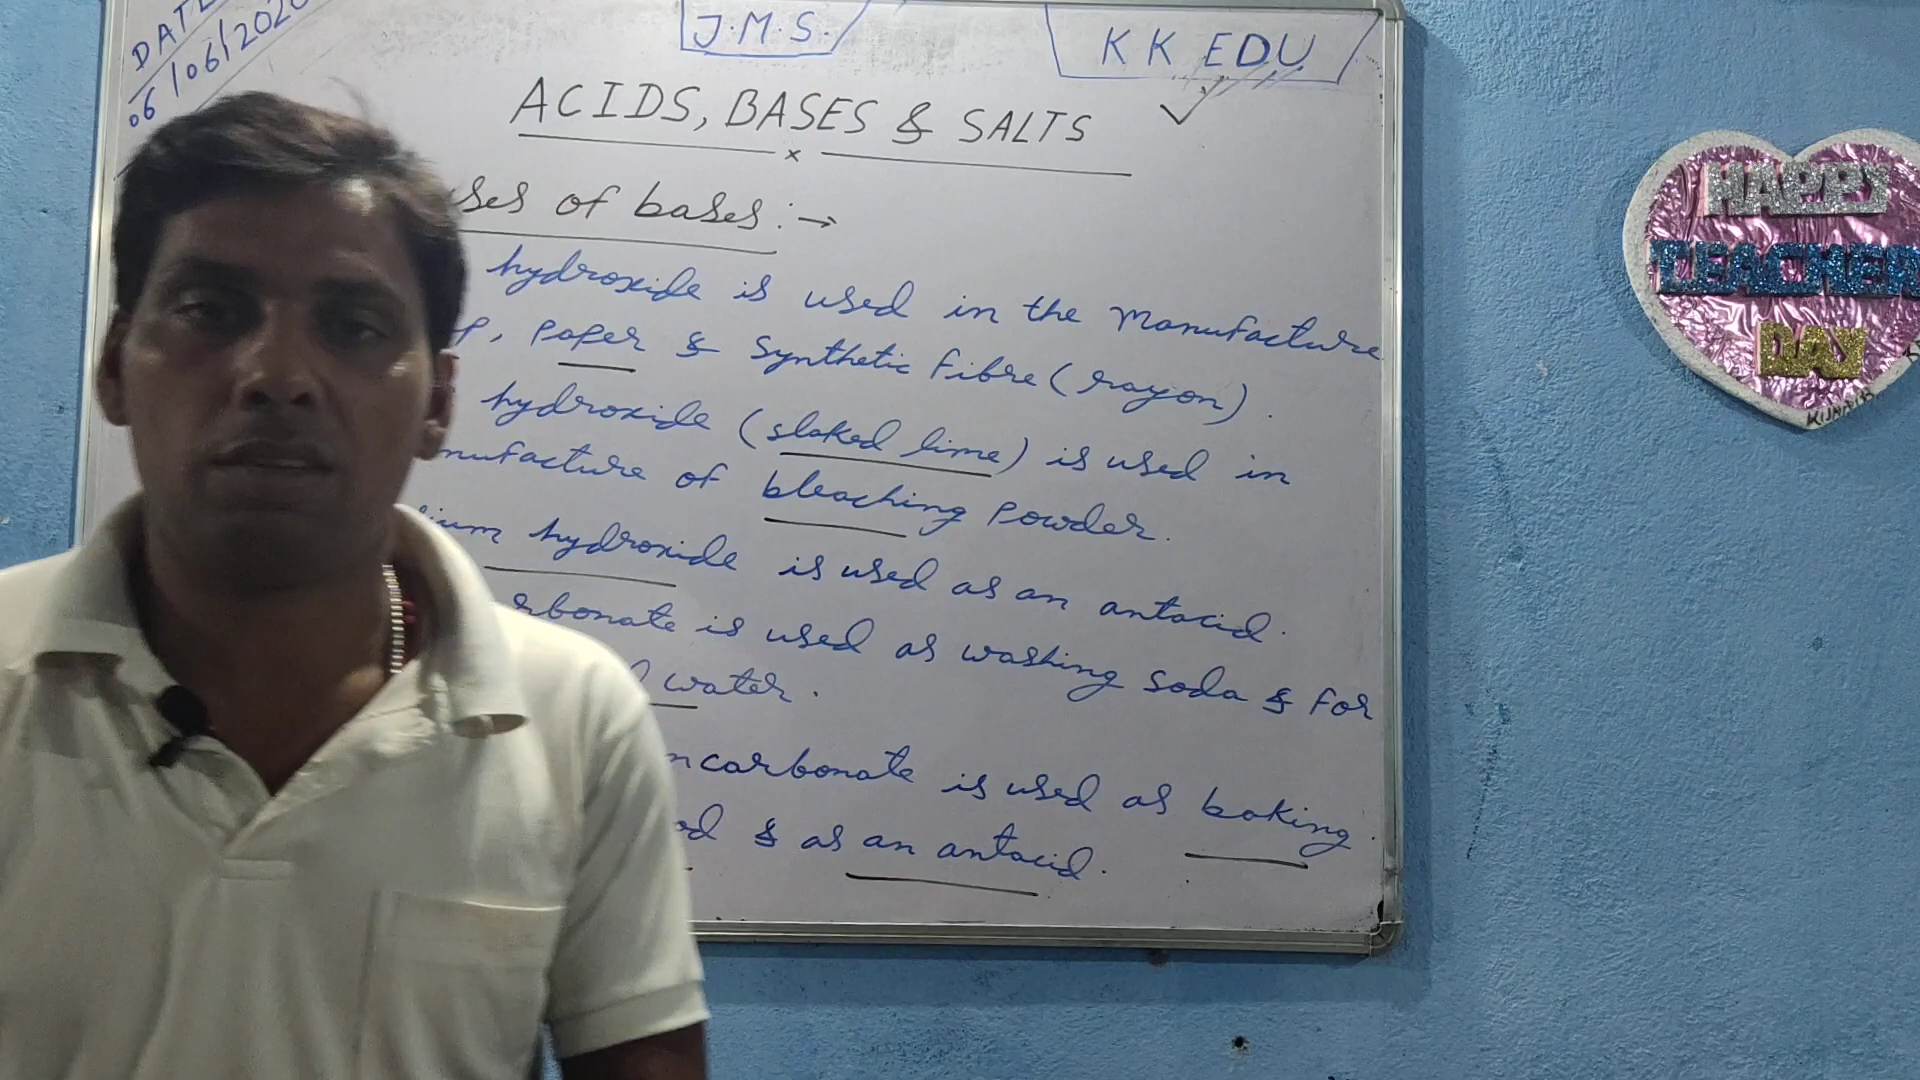 DATE
06/06/2020
J.M.S.
KK EDU
ACIDS, BASES & SALTS
x
ses of bases:→
hydroxide is used in the manufacture
P, Paper & Synthetic Fibre (rayon).
hydroxide (slaked lime) is used in
nufacture of bleaching Powder.
ium hydroxide is used as an antacid.
rbonate is used as washing soda & For
water.
carbonate is used as baking
od & as an antacid.
HAPPY
TEACHER
DAY